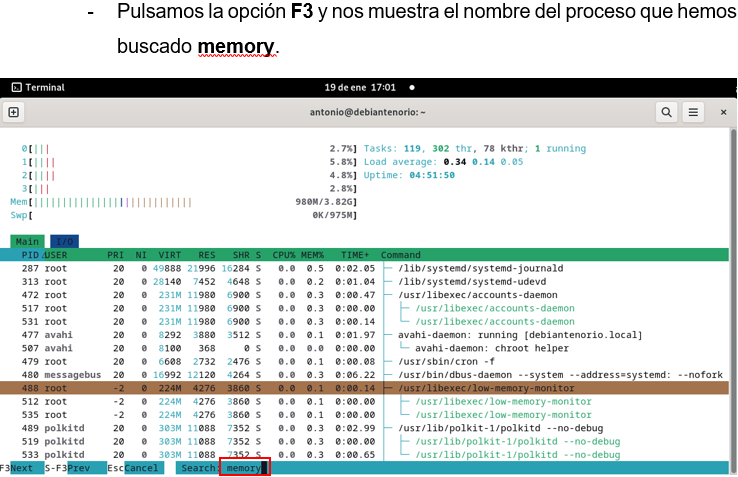 - Pulsamos la opción F3 y nos muestra el nombre del proceso que hemos
buscado memory.
Terminal 19 de ene 17:01
antonio@debiantenorio: ~
0[||| 2.7%] Tasks: 119, 302 thr, 78 kthr; 1 running
1[|||| 5.8%] Load average: 0.34 0.14 0.05
2[|||| 4.8%] Uptime: 04:51:50
3[||| 2.8%]
Mem[||||||||||||||||||||||||||||| 980M/3.82G]
Swp[ 0K/975M]
Main I/O
PID USER PRI NI VIRT RES SHR S CPU% MEM% TIME+ Command
287 root 20 0 49888 21996 16284 S 0.0 0.5 0:02.05 /lib/systemd/systemd-journald
313 root 20 0 28140 7452 4648 S 0.0 0.2 0:01.04 /lib/systemd/systemd-udevd
472 root 20 0 231M 11980 6900 S 0.0 0.3 0:00.47 /usr/libexec/accounts-daemon
517 root 20 0 231M 11980 6900 S 0.0 0.3 0:00.00 /usr/libexec/accounts-daemon
531 root 20 0 231M 11980 6900 S 0.0 0.3 0:00.14 /usr/libexec/accounts-daemon
477 avahi 20 0 8292 3880 3512 S 0.0 0.1 0:01.97 avahi-daemon: running [debiantenorio.local]
507 avahi 20 0 8100 368 0 S 0.0 0.0 0:00.00 avahi-daemon: chroot helper
479 root 20 0 6608 2732 2476 S 0.0 0.1 0:00.08 /usr/sbin/cron -f
480 messagebus 20 0 16992 12120 4264 S 0.0 0.3 0:06.22 /usr/bin/dbus-daemon --system --address=systemd: --nofork
488 root -2 0 224M 4276 3860 S 0.0 0.1 0:00.14 /usr/libexec/low-memory-monitor
512 root -2 0 224M 4276 3860 S 0.0 0.1 0:00.00 /usr/libexec/low-memory-monitor
535 root -2 0 224M 4276 3860 S 0.0 0.1 0:00.00 /usr/libexec/low-memory-monitor
489 polkitd 20 0 303M 11088 7352 S 0.0 0.3 0:02.99 /usr/lib/polkit-1/polkitd --no-debug
519 polkitd 20 0 303M 11088 7352 S 0.0 0.3 0:00.00 /usr/lib/polkit-1/polkitd --no-debug
533 polkitd 20 0 303M 11088 7352 S 0.0 0.3 0:00.65 /usr/lib/polkit-1/polkitd --no-debug
F3Next S-F3Prev EscCancel Search: memory